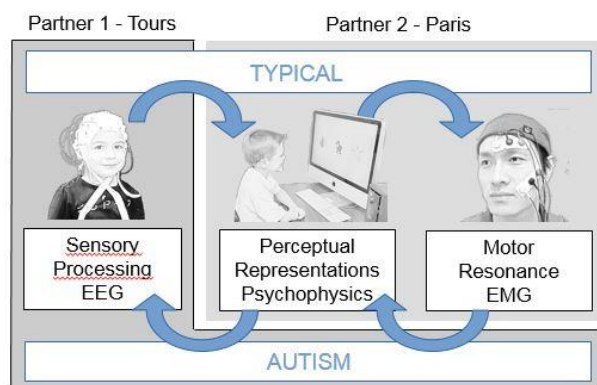 Partner 1 - Tours
Partner 2 - Paris
TYPICAL
Sensory
Processing
EEG
Perceptual
Representations
Psychophysics
Motor
Resonance
EMG
AUTISM